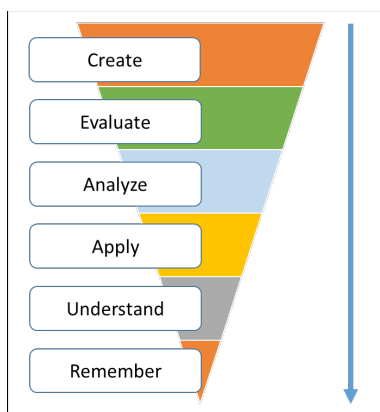 Create
Evaluate
Analyze
Apply
Understand
Remember